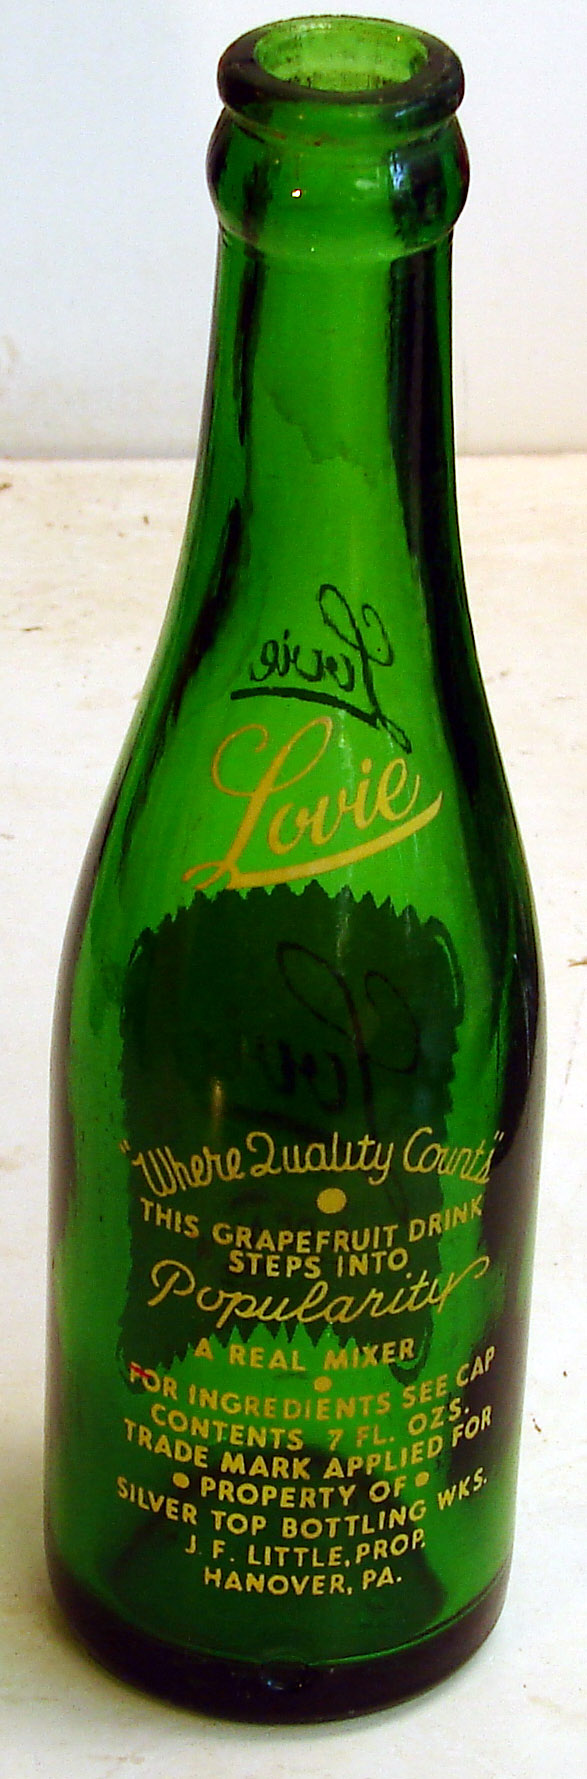 Lovie
Lovie
"Where Quality Counts"
THIS GRAPEFRUIT DRINK
STEPS INTO
Popularity
A REAL MIXER
FOR INGREDIENTS SEE CAP
CONTENTS 7 FL. OZS.
TRADE MARK APPLIED FOR
• PROPERTY OF •
SILVER TOP BOTTLING WKS.
J. F. LITTLE, PROP.
HANOVER, PA.